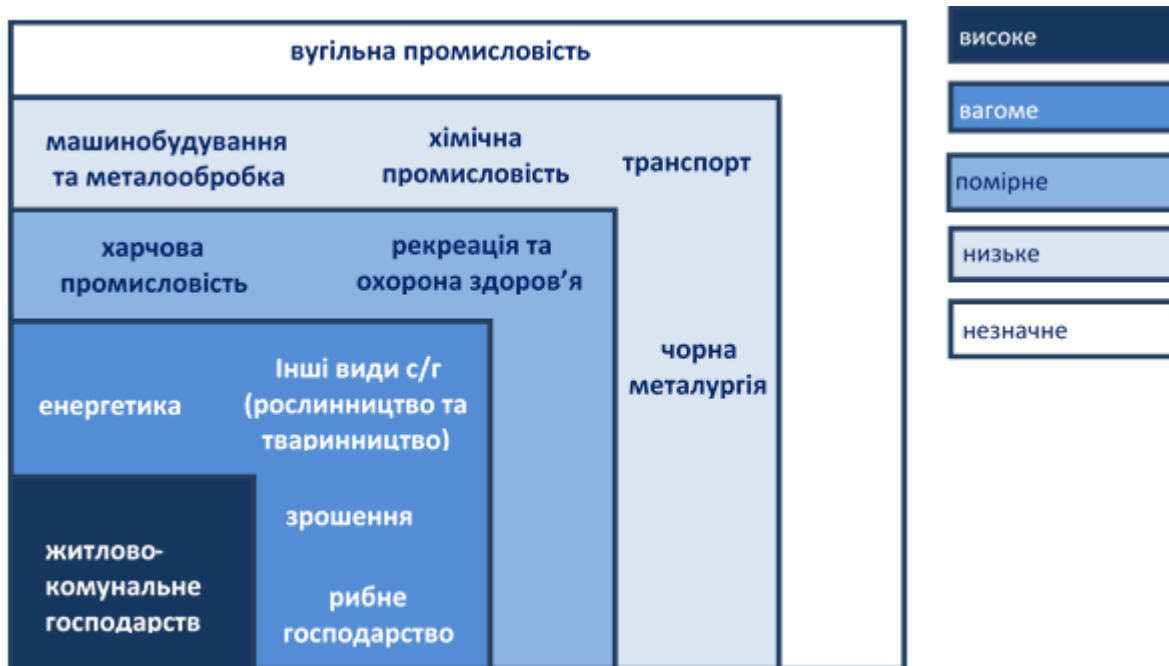 вугільна промисловість
машинобудування
та металообробка
хімічна
промисловість
транспорт
харчова
промисловість
рекреація та
охорона здоров’я
чорна
металургія
енергетика
Інші види с/г
(рослинництво та
тваринництво)
зрошення
рибне
господарство
житлово-
комунальне
господарств
високе
вагоме
помірне
низьке
незначне